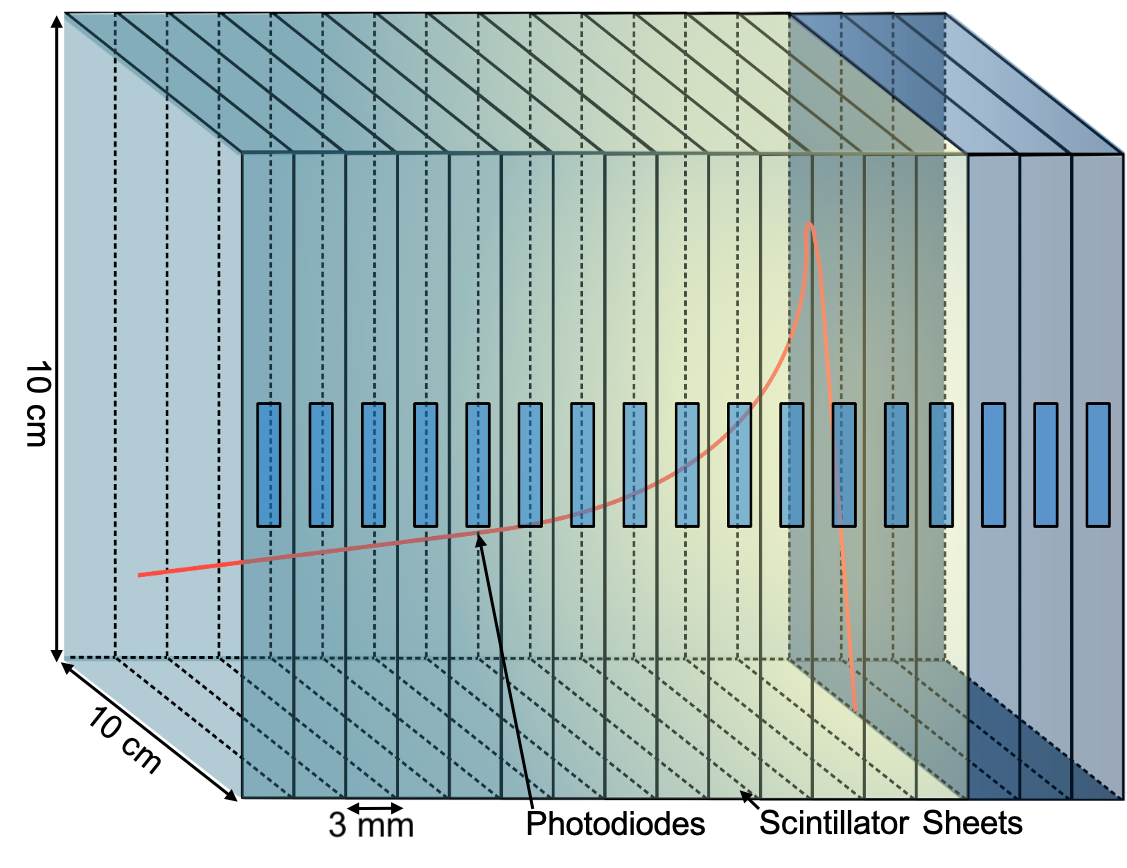 10 cm
10 cm
3 mm
Photodiodes
Scintillator Sheets